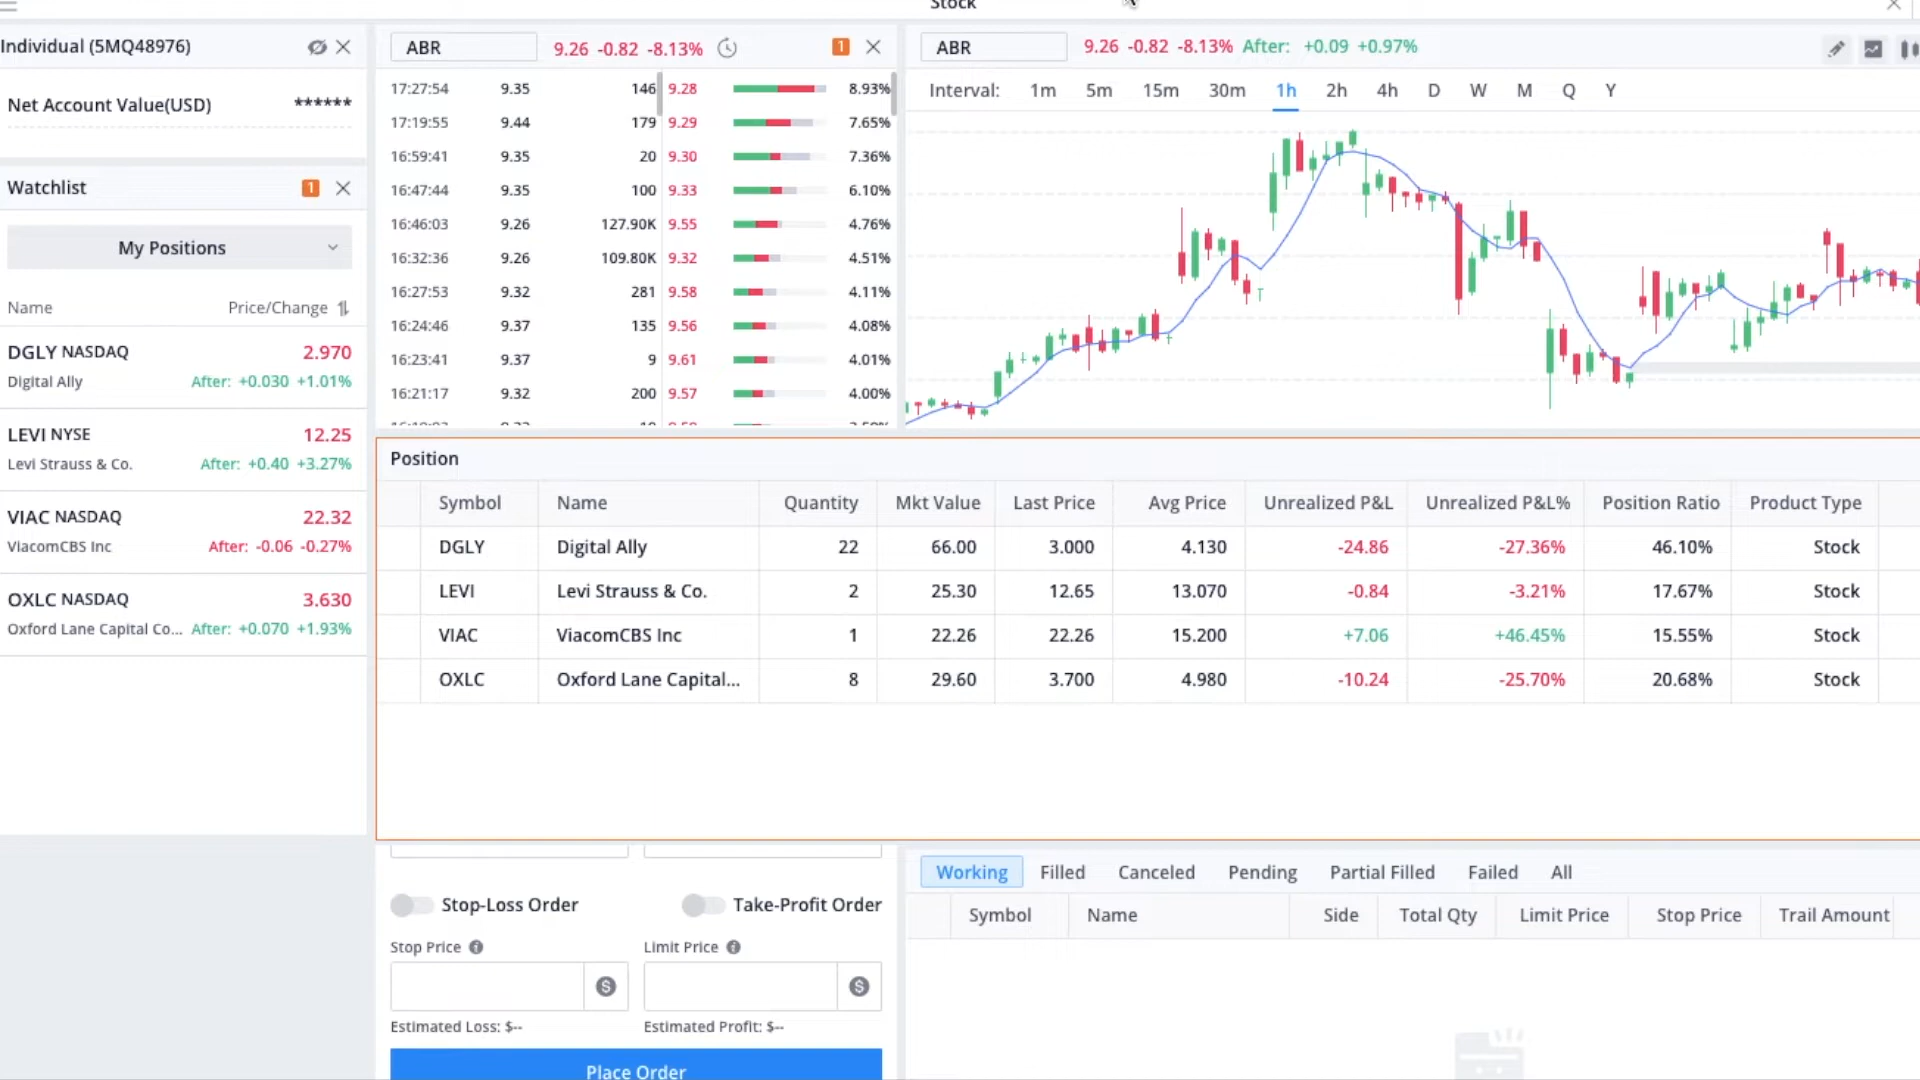 Stock
Individual (5MQ48976)
Net Account Value(USD) ******
Watchlist 1
My Positions
Name Price/Change
DGLY NASDAQ 2.970
Digital Ally After: +0.030 +1.01%
LEVI NYSE 12.25
Levi Strauss & Co. After: +0.40 +3.27%
VIAC NASDAQ 22.32
ViacomCBS Inc After: -0.06 -0.27%
OXLC NASDAQ 3.630
Oxford Lane Capital Co... After: +0.070 +1.93%
ABR 9.26 -0.82 -8.13% 1
17:27:54 9.35 146 9.28 8.93%
17:19:55 9.44 179 9.29 7.65%
16:59:41 9.35 20 9.30 7.36%
16:47:44 9.35 100 9.33 6.10%
16:46:03 9.26 127.90K 9.55 4.76%
16:32:36 9.26 109.80K 9.32 4.51%
16:27:53 9.32 281 9.58 4.11%
16:24:46 9.37 135 9.56 4.08%
16:23:41 9.37 9 9.61 4.01%
16:21:17 9.32 200 9.57 4.00%
ABR 9.26 -0.82 -8.13% After: +0.09 +0.97%
Interval: 1m 5m 15m 30m 1h 2h 4h D W M Q Y
Position
Symbol Name Quantity Mkt Value Last Price Avg Price Unrealized P&L Unrealized P&L% Position Ratio Product Type
DGLY Digital Ally 22 66.00 3.000 4.130 -24.86 -27.36% 46.10% Stock
LEVI Levi Strauss & Co. 2 25.30 12.65 13.070 -0.84 -3.21% 17.67% Stock
VIAC ViacomCBS Inc 1 22.26 22.26 15.200 +7.06 +46.45% 15.55% Stock
OXLC Oxford Lane Capital... 8 29.60 3.700 4.980 -10.24 -25.70% 20.68% Stock
Stop-Loss Order Take-Profit Order
Stop Price Limit Price
Estimated Loss: $-- Estimated Profit: $--
Place Order
Working Filled Canceled Pending Partial Filled Failed All
Symbol Name Side Total Qty Limit Price Stop Price Trail Amount